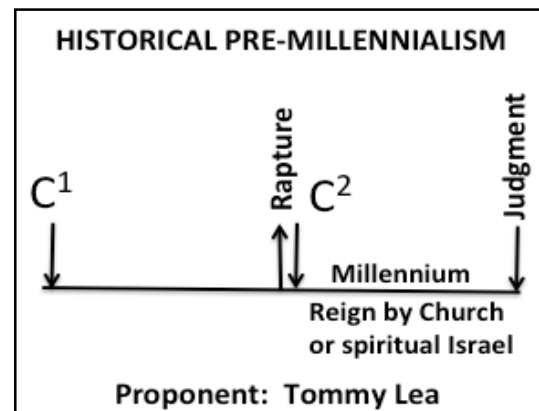 HISTORICAL PRE-MILLENNIALISM
C¹
Rapture
C²
Judgment
Millennium
Reign by Church
or spiritual Israel
Proponent: Tommy Lea